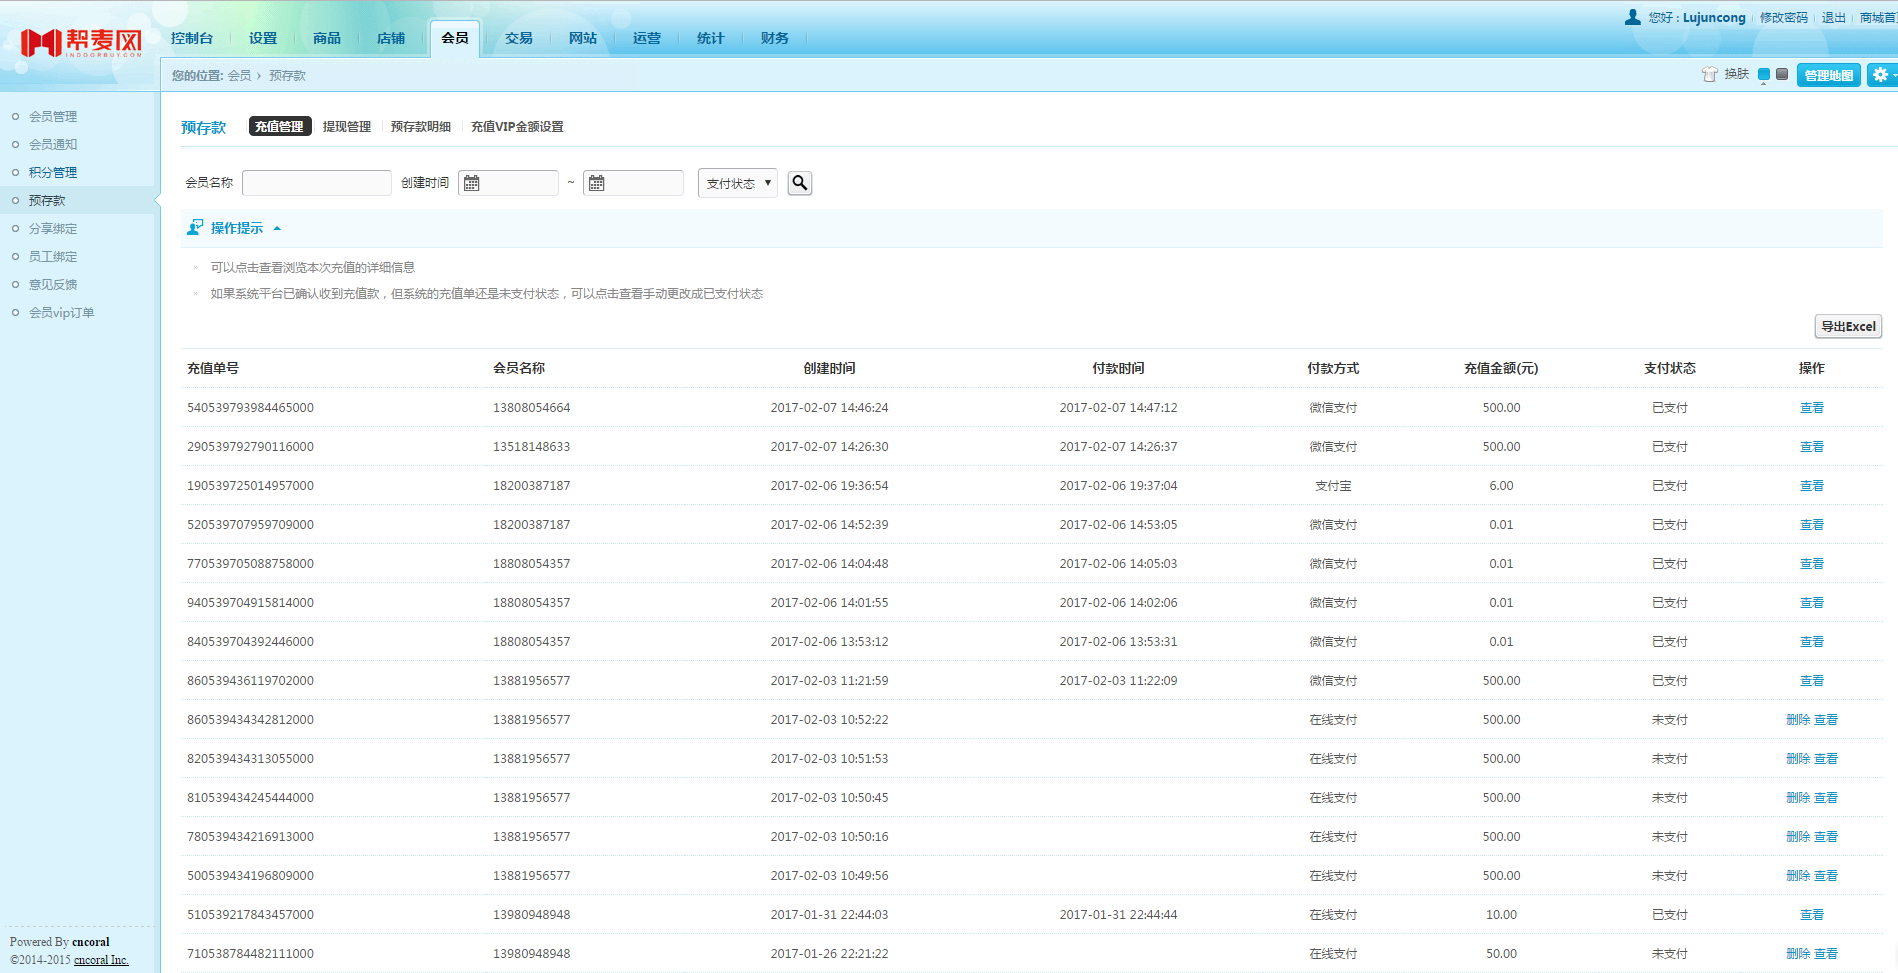 帮麦网
INDOORBUY.COM
控制台 设置 商品 店铺 会员 交易 网站 运营 统计 财务
您好 : Lujuncong 修改密码 退出 商城首
您的位置: 会员 › 预存款
换肤 管理地图
会员管理
会员通知
积分管理
预存款
分享绑定
员工绑定
意见反馈
会员vip订单
预存款 充值管理 提现管理 预存款明细 充值VIP金额设置
会员名称 创建时间 ~ 支付状态
操作提示
可以点击查看浏览本次充值的详细信息
如果系统平台已确认收到充值款，但系统的充值单还是未支付状态，可以点击查看手动更改成已支付状态
导出Excel
充值单号 会员名称 创建时间 付款时间 付款方式 充值金额(元) 支付状态 操作
540539793984465000 13808054664 2017-02-07 14:46:24 2017-02-07 14:47:12 微信支付 500.00 已支付 查看
290539792790116000 13518148633 2017-02-07 14:26:30 2017-02-07 14:26:37 微信支付 500.00 已支付 查看
190539725014957000 18200387187 2017-02-06 19:36:54 2017-02-06 19:37:04 支付宝 6.00 已支付 查看
520539707959709000 18200387187 2017-02-06 14:52:39 2017-02-06 14:53:05 微信支付 0.01 已支付 查看
770539705088758000 18808054357 2017-02-06 14:04:48 2017-02-06 14:05:03 微信支付 0.01 已支付 查看
940539704915814000 18808054357 2017-02-06 14:01:55 2017-02-06 14:02:06 微信支付 0.01 已支付 查看
840539704392446000 18808054357 2017-02-06 13:53:12 2017-02-06 13:53:31 微信支付 0.01 已支付 查看
860539436119702000 13881956577 2017-02-03 11:21:59 2017-02-03 11:22:09 微信支付 500.00 已支付 查看
860539434342812000 13881956577 2017-02-03 10:52:22 在线支付 500.00 未支付 删除 查看
820539434313055000 13881956577 2017-02-03 10:51:53 在线支付 500.00 未支付 删除 查看
810539434245444000 13881956577 2017-02-03 10:50:45 在线支付 500.00 未支付 删除 查看
780539434216913000 13881956577 2017-02-03 10:50:16 在线支付 500.00 未支付 删除 查看
500539434196809000 13881956577 2017-02-03 10:49:56 在线支付 500.00 未支付 删除 查看
510539217843457000 13980948948 2017-01-31 22:44:03 2017-01-31 22:44:44 在线支付 10.00 已支付 查看
710538784482111000 13980948948 2017-01-26 22:21:22 在线支付 50.00 未支付 删除 查看
Powered By cncoral
©2014-2015 cncoral Inc.